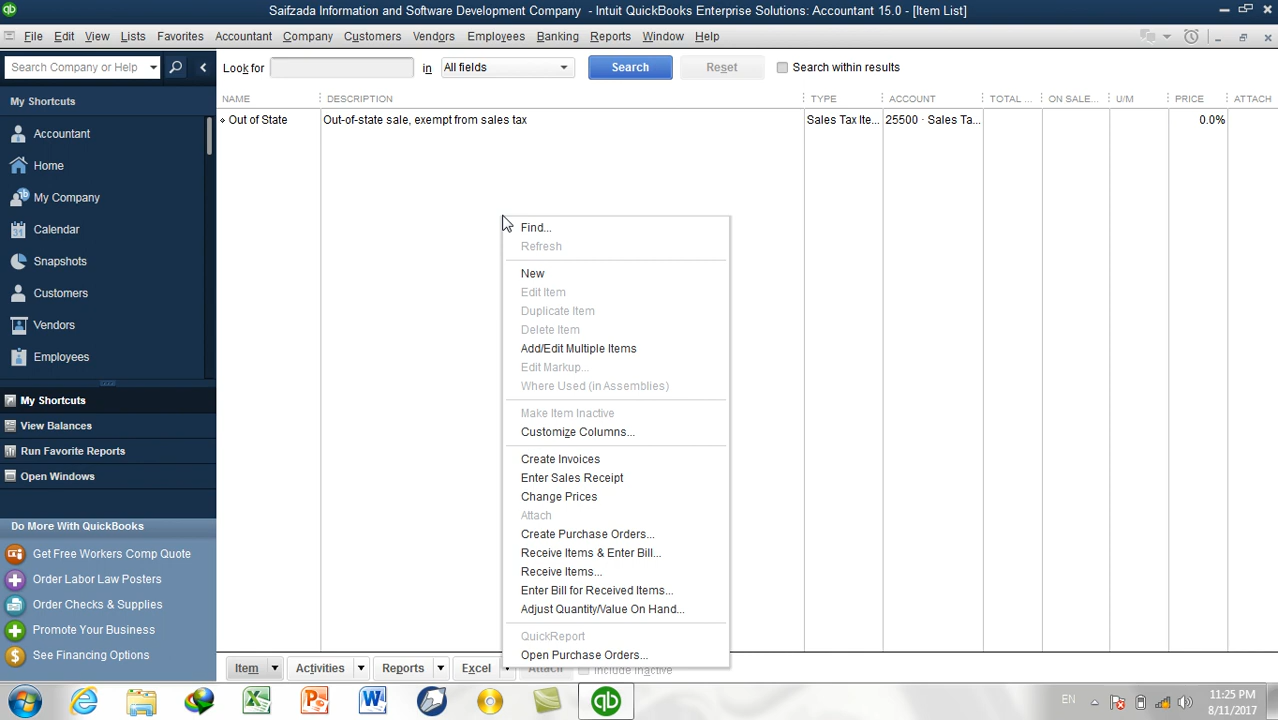 Saifzada Information and Software Development Company - Intuit QuickBooks Enterprise Solutions: Accountant 15.0 - [Item List]
File Edit View Lists Favorites Accountant Company Customers Vendors Employees Banking Reports Window Help
Search Company or Help
Look for in All fields Search Reset Search within results
My Shortcuts
Accountant
Home
My Company
Calendar
Snapshots
Customers
Vendors
Employees
My Shortcuts
View Balances
Run Favorite Reports
Open Windows
Do More With QuickBooks
Get Free Workers Comp Quote
Order Labor Law Posters
Order Checks & Supplies
Promote Your Business
See Financing Options
NAME DESCRIPTION TYPE ACCOUNT TOTAL ... ON SALE... U/M PRICE ATTACH
Out of State Out-of-state sale, exempt from sales tax Sales Tax Ite... 25500 · Sales Ta... 0.0%
Find...
Refresh
New
Edit Item
Duplicate Item
Delete Item
Add/Edit Multiple Items
Edit Markup...
Where Used (in Assemblies)
Make Item Inactive
Customize Columns...
Create Invoices
Enter Sales Receipt
Change Prices
Attach
Create Purchase Orders...
Receive Items & Enter Bill...
Receive Items...
Enter Bill for Received Items...
Adjust Quantity/Value On Hand...
QuickReport
Open Purchase Orders...
Item Activities Reports Excel Attach Include Inactive
EN 11:25 PM
8/11/2017